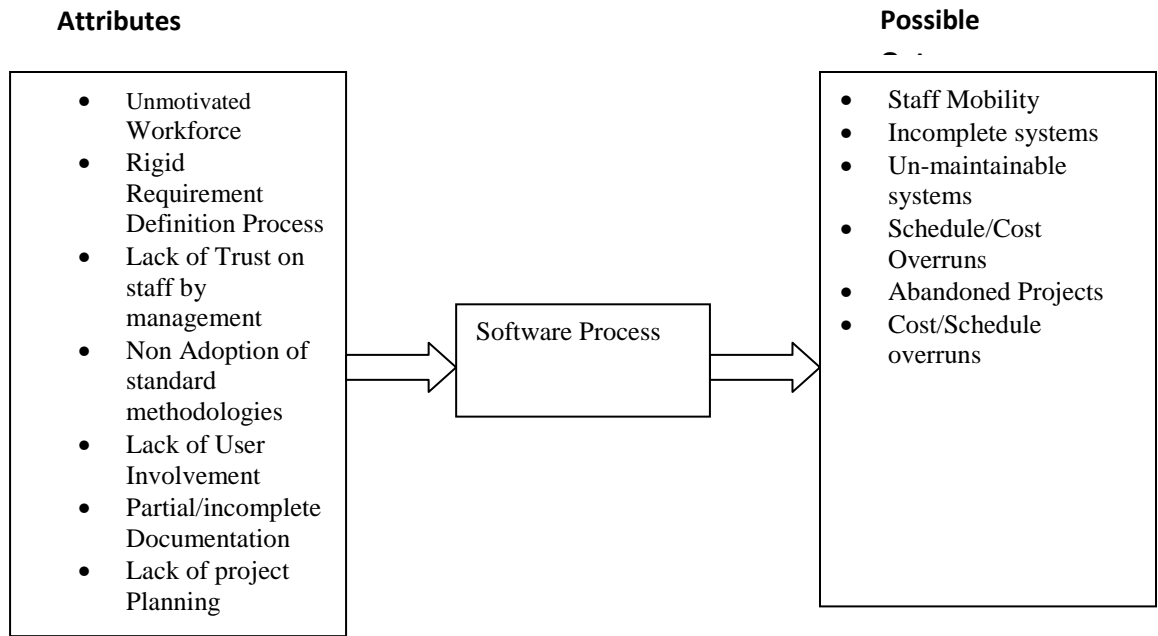 Attributes
Possible
• Unmotivated
Workforce
• Rigid
Requirement
Definition Process
• Lack of Trust on
staff by
management
• Non Adoption of
standard
methodologies
• Lack of User
Involvement
• Partial/incomplete
Documentation
• Lack of project
Planning
Software Process
• Staff Mobility
• Incomplete systems
• Un-maintainable
systems
• Schedule/Cost
Overruns
• Abandoned Projects
• Cost/Schedule
overruns